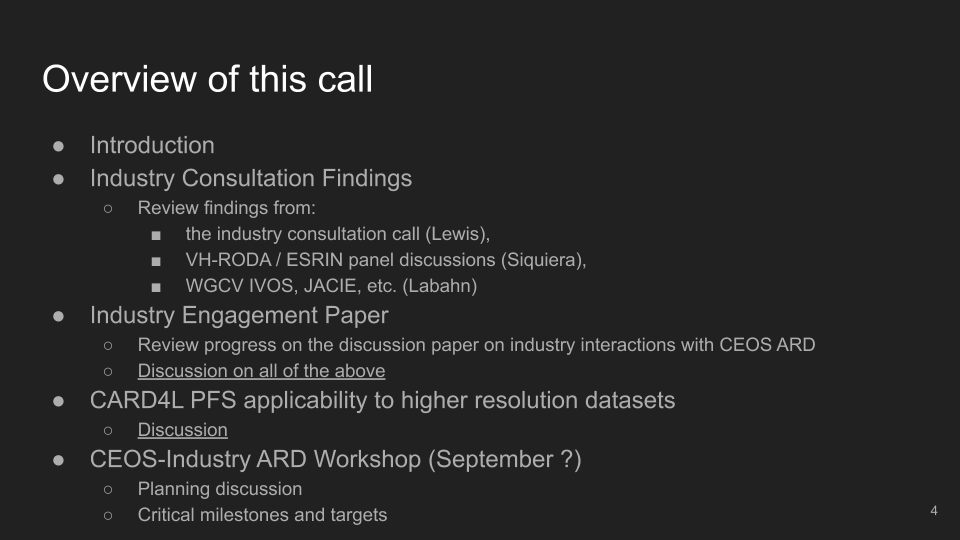 Overview of this call
● Introduction
● Industry Consultation Findings
○ Review findings from:
■ the industry consultation call (Lewis),
■ VH-RODA / ESRIN panel discussions (Siquiera),
■ WGCV IVOS, JACIE, etc. (Labahn)
● Industry Engagement Paper
○ Review progress on the discussion paper on industry interactions with CEOS ARD
○ Discussion on all of the above
● CARD4L PFS applicability to higher resolution datasets
○ Discussion
● CEOS-Industry ARD Workshop (September ?)
○ Planning discussion
○ Critical milestones and targets
4